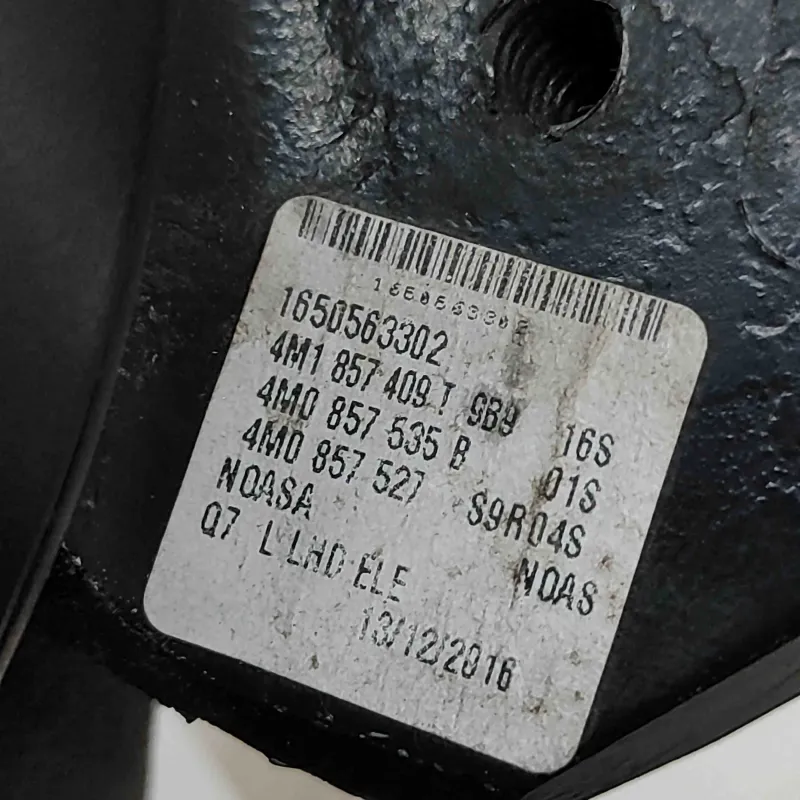 1650563302
1650563302
4M1 857 409 T 9B9 16S
4M0 857 535 B 01S
4M0 857 527 S9R04S
NOASA NOAS
Q7 L LHD ELE
13/12/2016